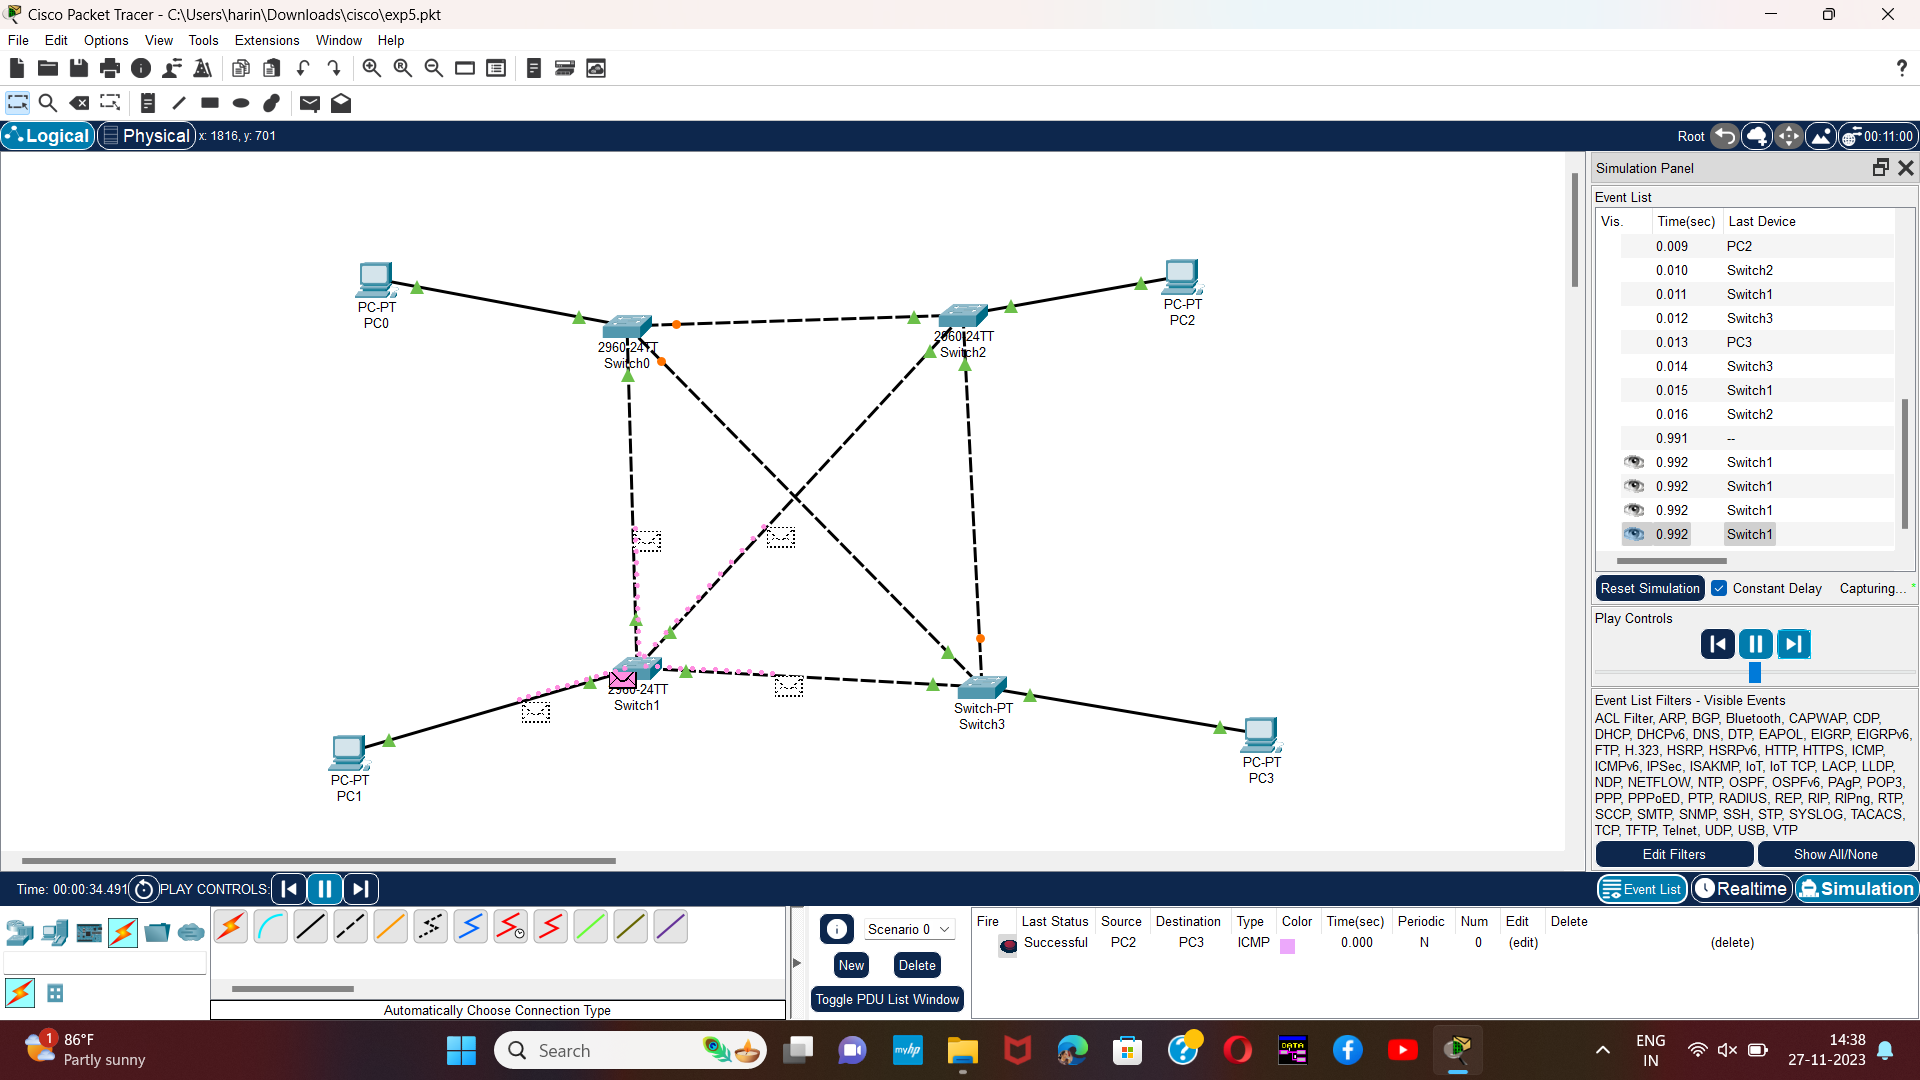 Cisco Packet Tracer - C:\Users\harin\Downloads\cisco\exp5.pkt
File Edit Options View Tools Extensions Window Help
Logical Physical x: 1816, y: 701
Root 00:11:00
PC-PT
PC0
2960-24TT
Switch0
2960-24TT
Switch2
PC-PT
PC2
2960-24TT
Switch1
Switch-PT
Switch3
PC-PT
PC1
PC-PT
PC3
Simulation Panel
Event List
Vis. Time(sec) Last Device
0.009 PC2
0.010 Switch2
0.011 Switch1
0.012 Switch3
0.013 PC3
0.014 Switch3
0.015 Switch1
0.016 Switch2
0.991 --
0.992 Switch1
0.992 Switch1
0.992 Switch1
0.992 Switch1
Reset Simulation Constant Delay Capturing...
Play Controls
Event List Filters - Visible Events
ACL Filter, ARP, BGP, Bluetooth, CAPWAP, CDP,
DHCP, DHCPv6, DNS, DTP, EAPOL, EIGRP, EIGRPv6,
FTP, H.323, HSRP, HSRPv6, HTTP, HTTPS, ICMP,
ICMPv6, IPSec, ISAKMP, IoT, IoT TCP, LACP, LLDP,
NDP, NETFLOW, NTP, OSPF, OSPFv6, PAgP, POP3,
PPP, PPPoED, PTP, RADIUS, REP, RIP, RIPng, RTP,
SCCP, SMTP, SNMP, SSH, STP, SYSLOG, TACACS,
TCP, TFTP, Telnet, UDP, USB, VTP
Edit Filters Show All/None
Time: 00:00:34.491 PLAY CONTROLS:
Event List Realtime Simulation
Automatically Choose Connection Type
Scenario 0
New Delete
Toggle PDU List Window
Fire Last Status Source Destination Type Color Time(sec) Periodic Num Edit Delete
Successful PC2 PC3 ICMP 0.000 N 0 (edit) (delete)
1
86°F
Partly sunny
Search
myhp
DATA
ENG
IN
14:38
27-11-2023